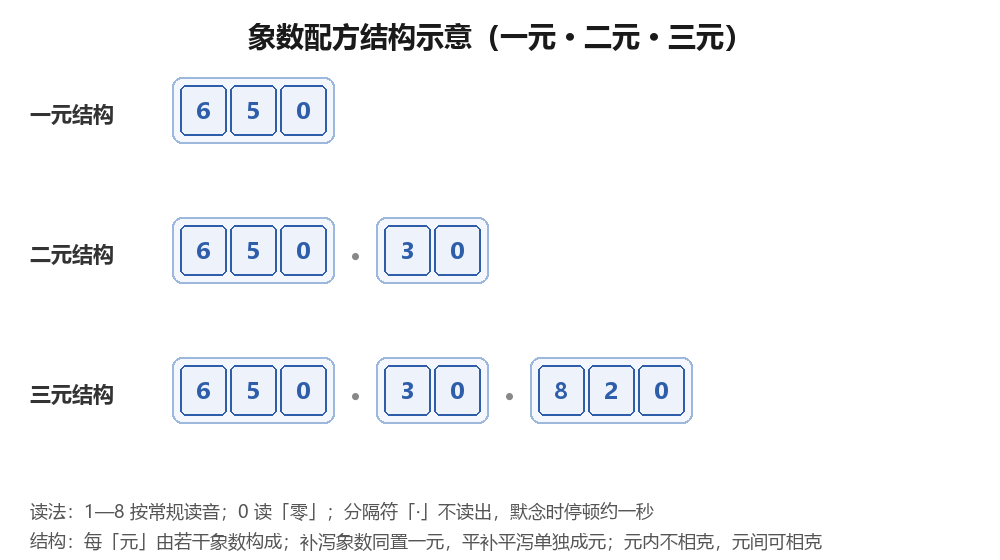 象数配方结构示意（一元·二元·三元）
一元结构 6 5 0
二元结构 6 5 0 · 3 0
三元结构 6 5 0 · 3 0 · 8 2 0
读法：1—8 按常规读音；0 读「零」；分隔符「·」不读出，默念时停顿约一秒
结构：每「元」由若干象数构成；补泻象数同置一元，平补平泻单独成元；元内不相克，元间可相克